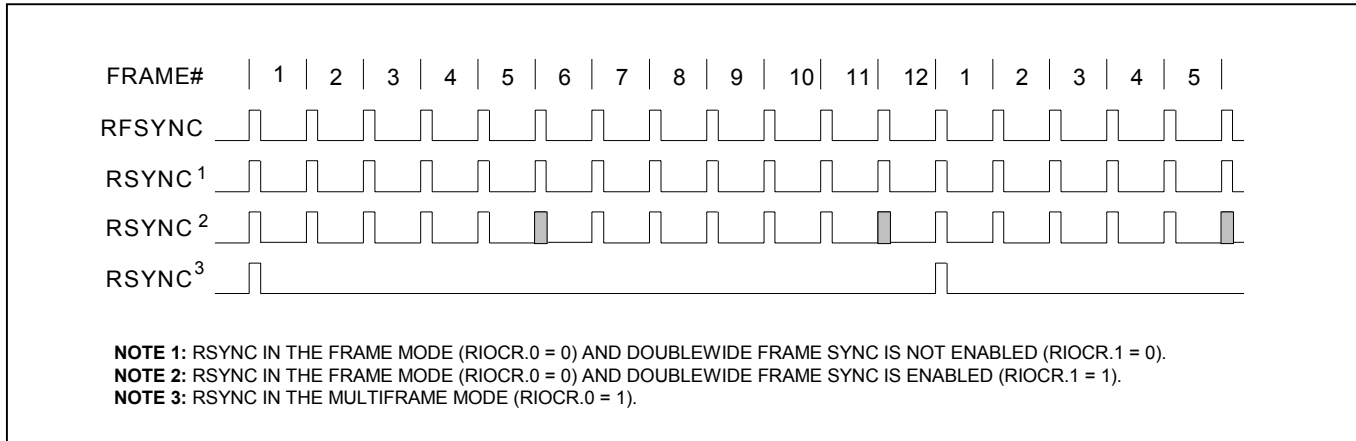 FRAME# 1 2 3 4 5 6 7 8 9 10 11 12 1 2 3 4 5
RFSYNC
RSYNC 1
RSYNC 2
RSYNC 3
NOTE 1: RSYNC IN THE FRAME MODE (RIOCR.0 = 0) AND DOUBLEWIDE FRAME SYNC IS NOT ENABLED (RIOCR.1 = 0).
NOTE 2: RSYNC IN THE FRAME MODE (RIOCR.0 = 0) AND DOUBLEWIDE FRAME SYNC IS ENABLED (RIOCR.1 = 1).
NOTE 3: RSYNC IN THE MULTIFRAME MODE (RIOCR.0 = 1).